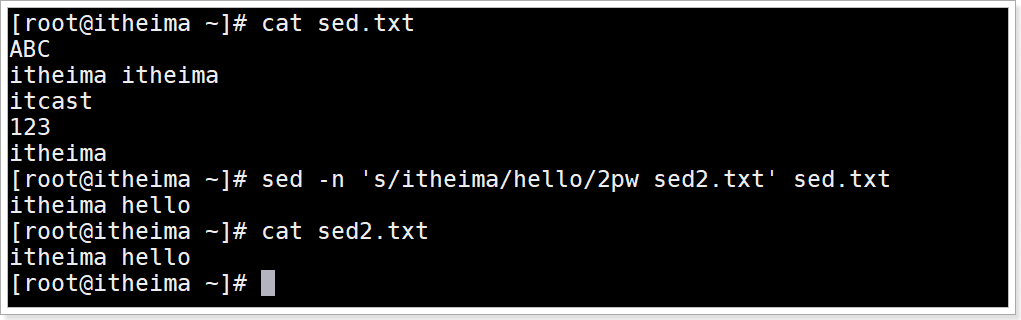 [root@itheima ~]# cat sed.txt
ABC
itheima itheima
itcast
123
itheima
[root@itheima ~]# sed -n 's/itheima/hello/2pw sed2.txt' sed.txt
itheima hello
[root@itheima ~]# cat sed2.txt
itheima hello
[root@itheima ~]#